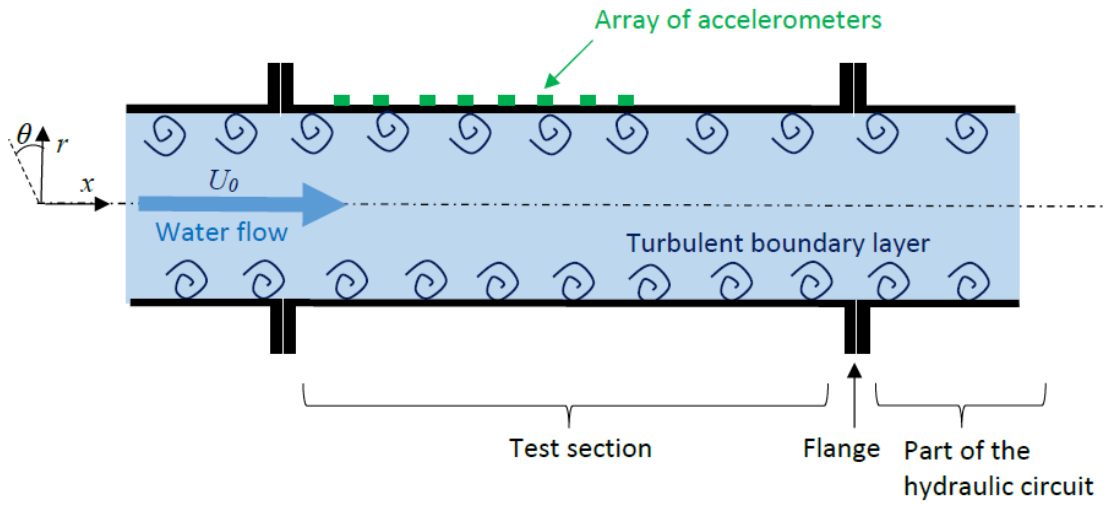 Array of accelerometers
θ
r
x
U0
Water flow
Turbulent boundary layer
Test section
Flange
Part of the
hydraulic circuit